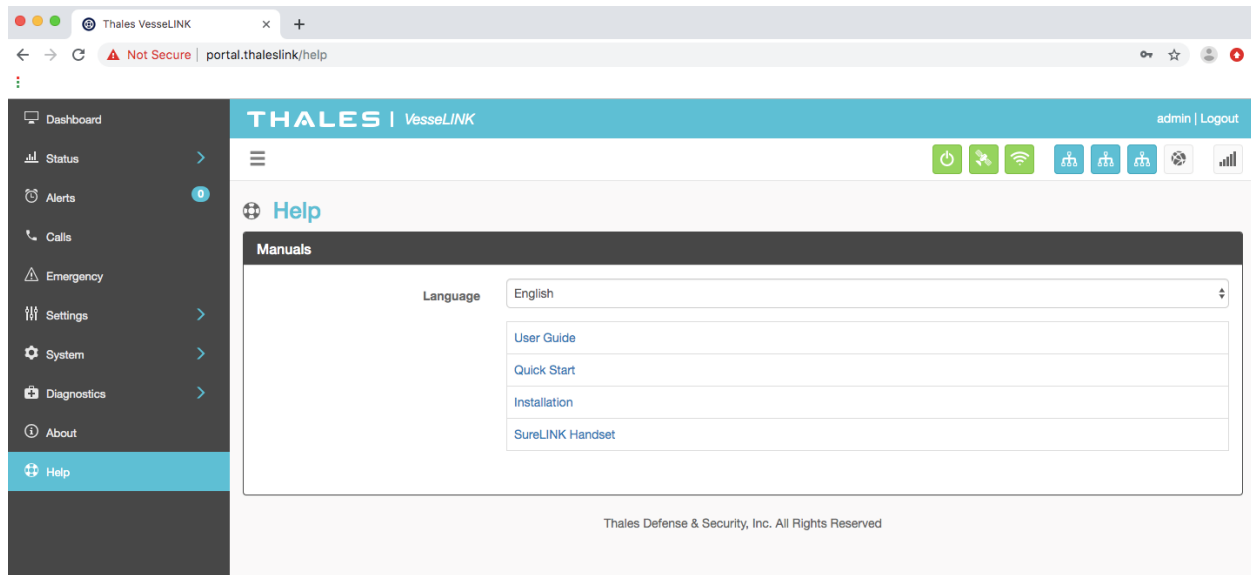 Thales VesseLINK
Not Secure | portal.thaleslink/help
Dashboard
Status
Alerts 0
Calls
Emergency
Settings
System
Diagnostics
About
Help
THALES | VesseLINK
admin | Logout
Help
Manuals
Language English
User Guide
Quick Start
Installation
SureLINK Handset
Thales Defense & Security, Inc. All Rights Reserved